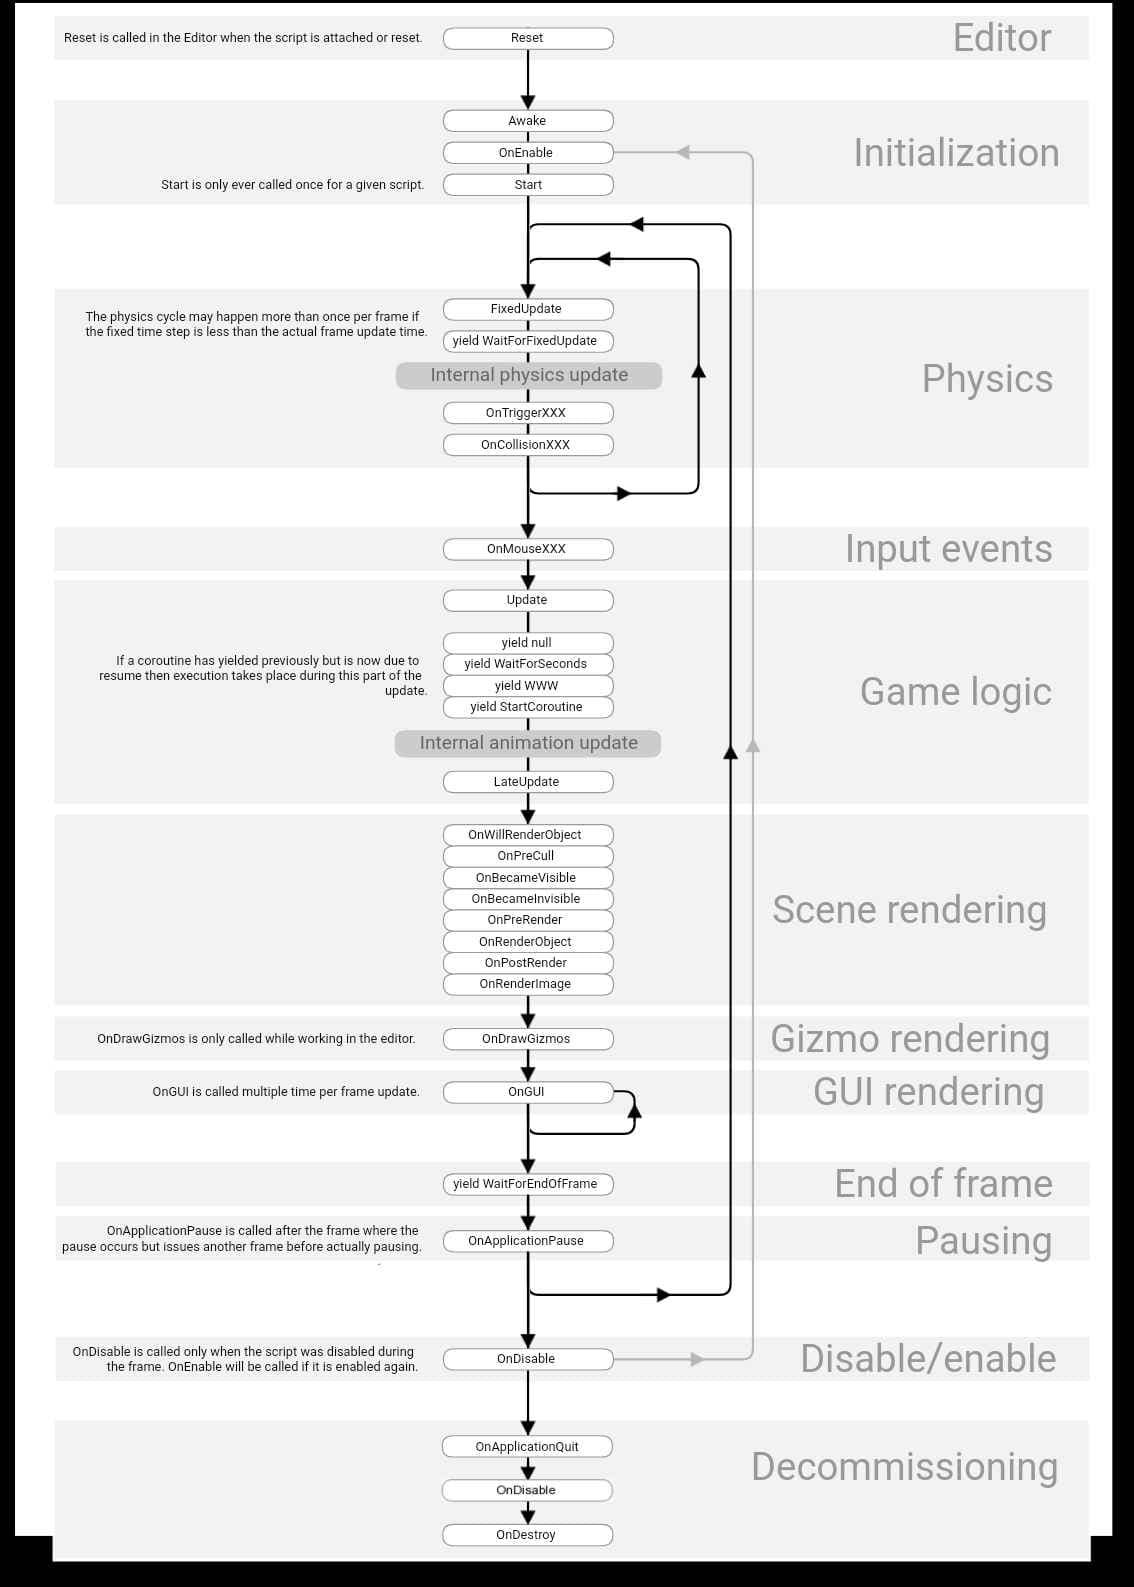 Reset is called in the Editor when the script is attached or reset.
Reset
Editor
Awake
OnEnable
Initialization
Start is only ever called once for a given script.
Start
FixedUpdate
The physics cycle may happen more than once per frame if
the fixed time step is less than the actual frame update time.
yield WaitForFixedUpdate
Internal physics update
Physics
OnTriggerXXX
OnCollisionXXX
OnMouseXXX
Input events
Update
yield null
If a coroutine has yielded previously but is now due to
resume then execution takes place during this part of the
update.
yield WaitForSeconds
yield WWW
yield StartCoroutine
Game logic
Internal animation update
LateUpdate
OnWillRenderObject
OnPreCull
OnBecameVisible
OnBecameInvisible
OnPreRender
OnRenderObject
OnPostRender
OnRenderImage
Scene rendering
OnDrawGizmos is only called while working in the editor.
OnDrawGizmos
Gizmo rendering
OnGUI is called multiple time per frame update.
OnGUI
GUI rendering
yield WaitForEndOfFrame
End of frame
OnApplicationPause is called after the frame where the
pause occurs but issues another frame before actually pausing.
OnApplicationPause
Pausing
OnDisable is called only when the script was disabled during
the frame. OnEnable will be called if it is enabled again.
OnDisable
Disable/enable
OnApplicationQuit
Decommissioning
OnDisable
OnDestroy